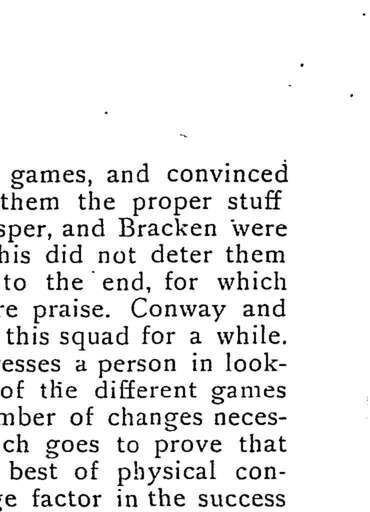 games, and convinced
them the proper stuff
sper, and Bracken were
his did not deter them
to the end, for which
re praise. Conway and
this squad for a while.
esses a person in look-
of the different games
mber of changes neces-
ch goes to prove that
best of physical con-
ge factor in the success